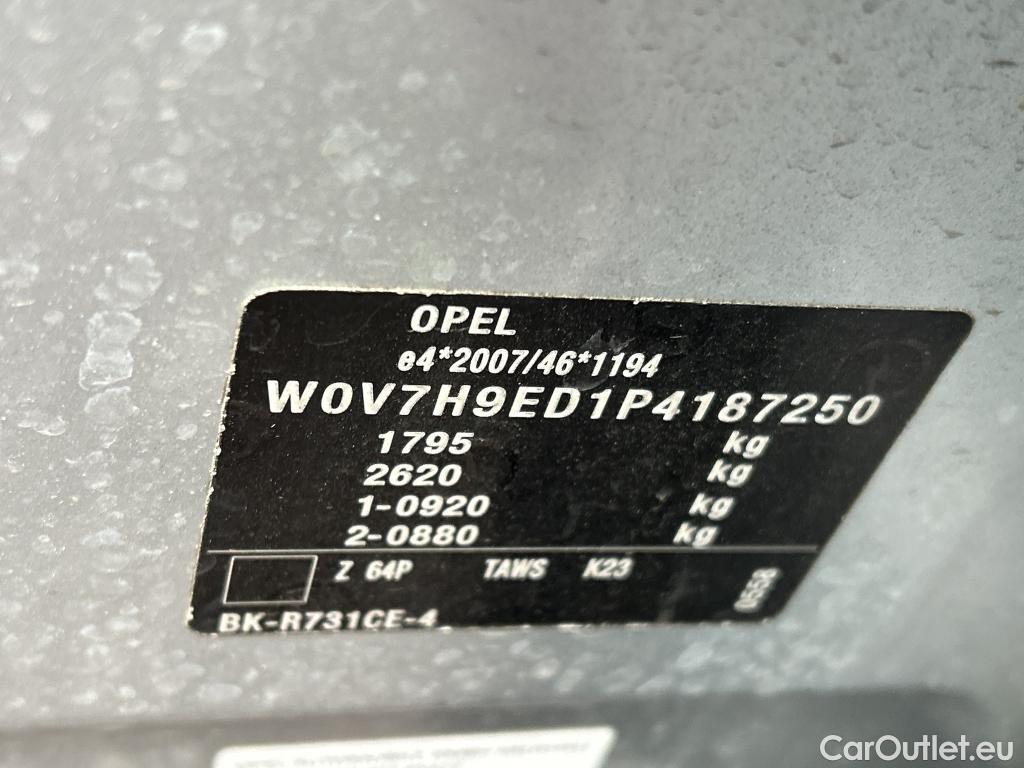 OPEL
e4*2007/46*1194
W0V7H9ED1P4187250
1795 kg
2620 kg
1-0920 kg
2-0880 kg
Z 64P TAWS K23
0558
BK-R731CE-4
CarOutlet.eu